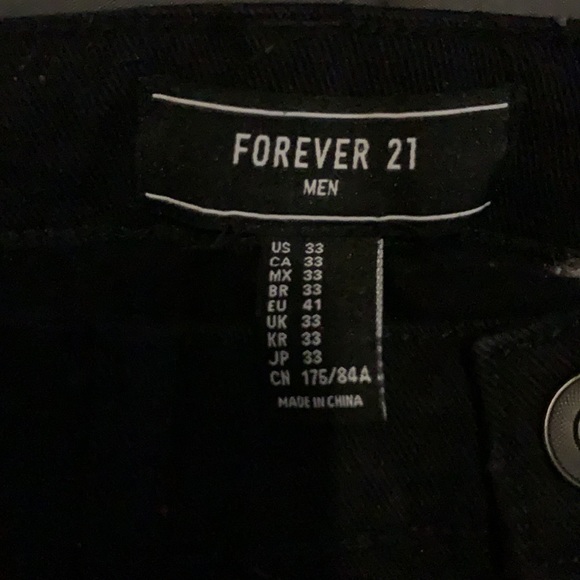 FOREVER 21
MEN
US 33
CA 33
MX 33
BR 33
EU 41
UK 33
KR 33
JP 33
CN 175/84A
MADE IN CHINA